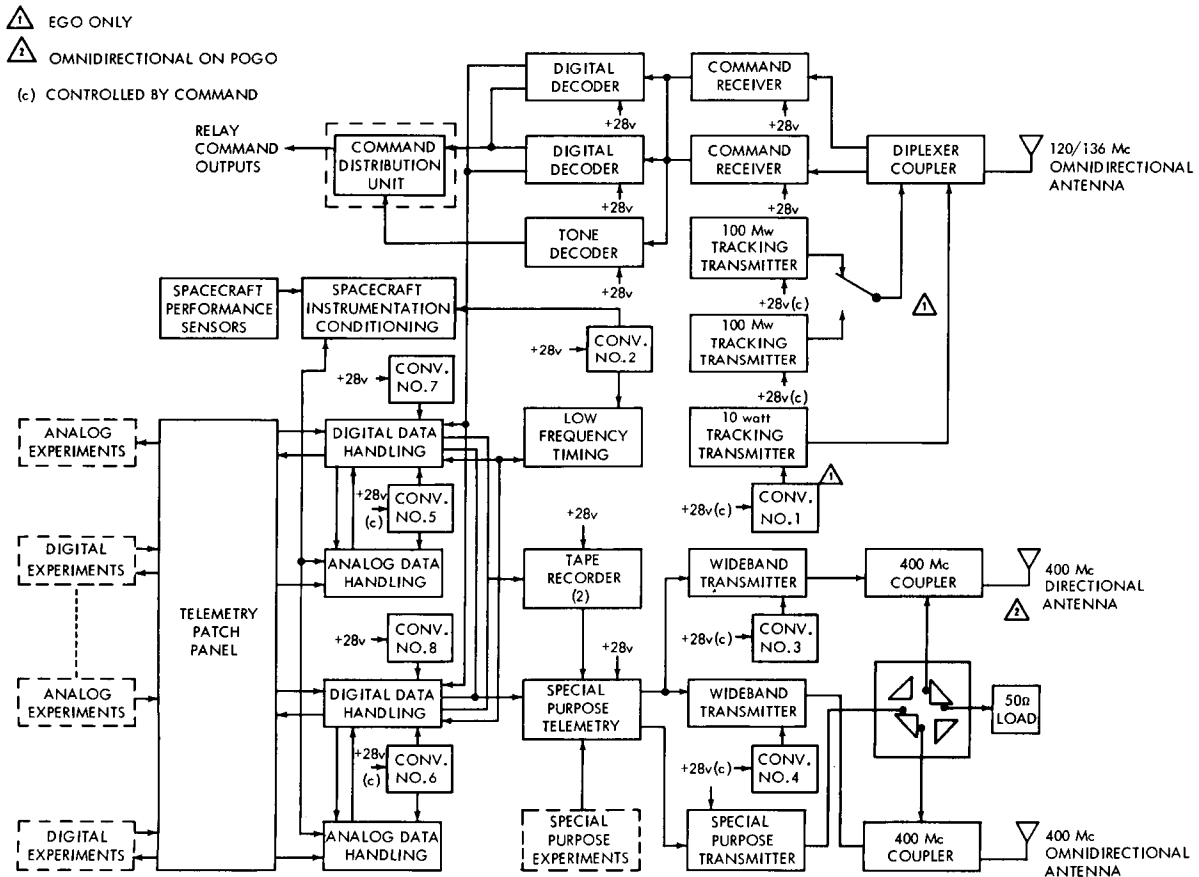 1 EGO ONLY
2 OMNIDIRECTIONAL ON POGO
(c) CONTROLLED BY COMMAND
DIGITAL
DECODER
+28v
COMMAND
RECEIVER
+28v
RELAY
COMMAND
OUTPUTS
COMMAND
DISTRIBUTION
UNIT
DIGITAL
DECODER
+28v
COMMAND
RECEIVER
+28v
DIPLEXER
COUPLER
120/136 Mc
OMNIDIRECTIONAL
ANTENNA
TONE
DECODER
+28v
100 Mw
TRACKING
TRANSMITTER
+28v(c)
1
SPACECRAFT
PERFORMANCE
SENSORS
SPACECRAFT
INSTRUMENTATION
CONDITIONING
+28v
CONV.
NO.2
100 Mw
TRACKING
TRANSMITTER
+28v(c)
+28v
CONV.
NO.7
ANALOG
EXPERIMENTS
DIGITAL DATA
HANDLING
LOW
FREQUENCY
TIMING
10 watt
TRACKING
TRANSMITTER
1
+28v
(c)
CONV.
NO.5
+28v(c)
CONV.
NO.1
+28v
DIGITAL
EXPERIMENTS
ANALOG DATA
HANDLING
TAPE
RECORDER
(2)
WIDEBAND
TRANSMITTER
400 Mc
COUPLER
400 Mc
DIRECTIONAL
ANTENNA
2
TELEMETRY
PATCH
PANEL
+28v
CONV.
NO.8
+28v
+28v(c)
CONV.
NO.3
ANALOG
EXPERIMENTS
DIGITAL DATA
HANDLING
SPECIAL
PURPOSE
TELEMETRY
WIDEBAND
TRANSMITTER
50Ω
LOAD
+28v
(c)
CONV.
NO.6
+28v(c)
CONV.
NO.4
DIGITAL
EXPERIMENTS
ANALOG DATA
HANDLING
SPECIAL
PURPOSE
EXPERIMENTS
SPECIAL
PURPOSE
TRANSMITTER
400 Mc
COUPLER
400 Mc
OMNIDIRECTIONAL
ANTENNA